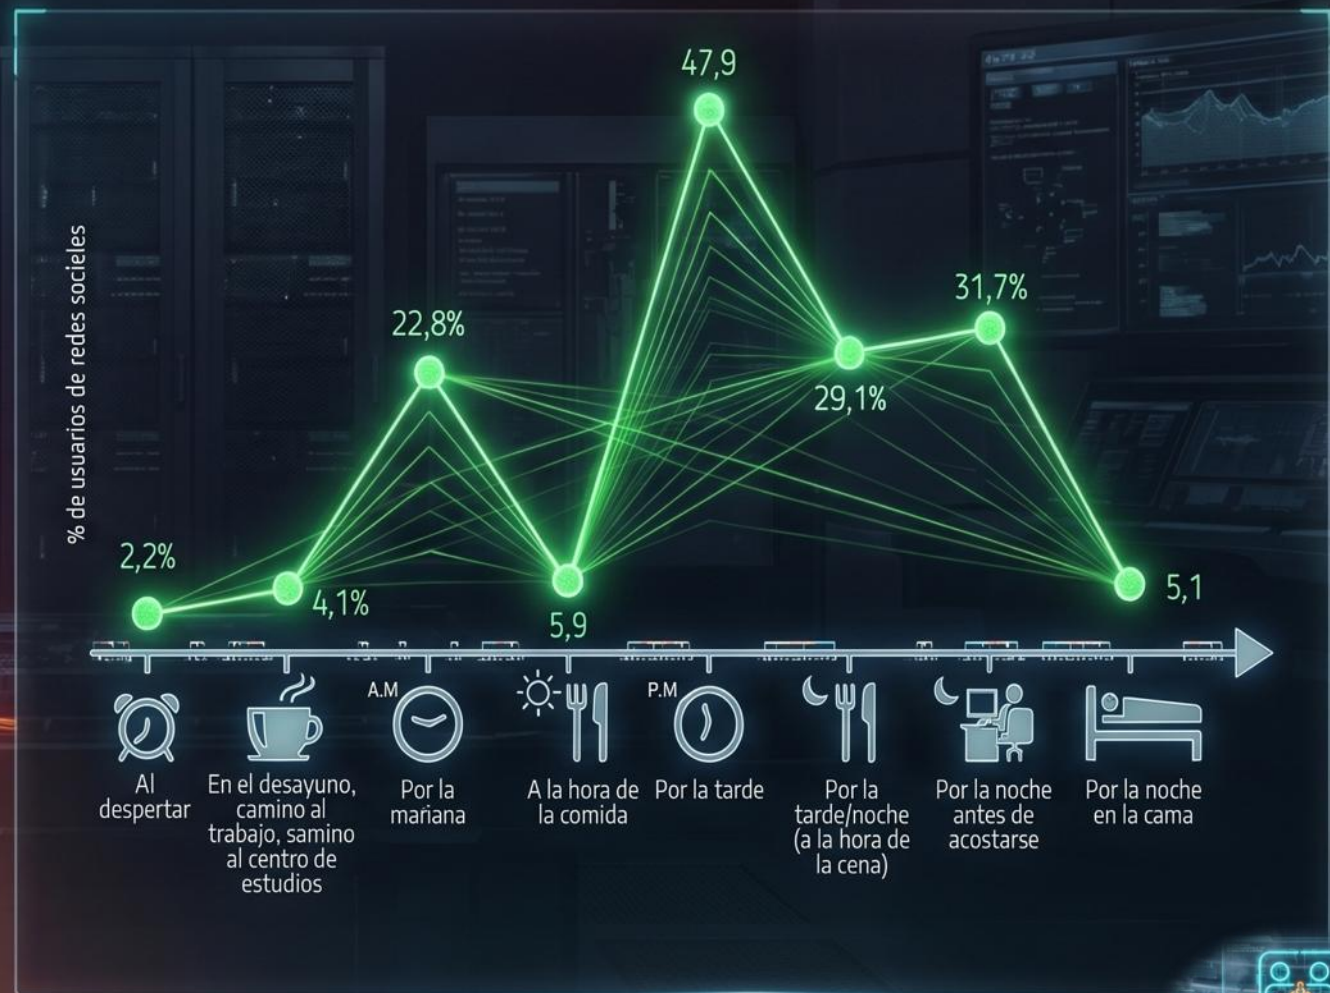 47,9
31,7%
22,8%
29,1%
% de usuarios de redes socieles
2,2%
4,1%
5,9
5,1
A.M
P.M
Al
despertar
En el desayuno,
camino al
trabajo, samino
al centro de
estudios
Por la
mañana
A la hora de
la comida
Por la tarde
Por la
tarde/noche
(a la hora de
la cena)
Por la noche
antes de
acostarse
Por la noche
en la cama